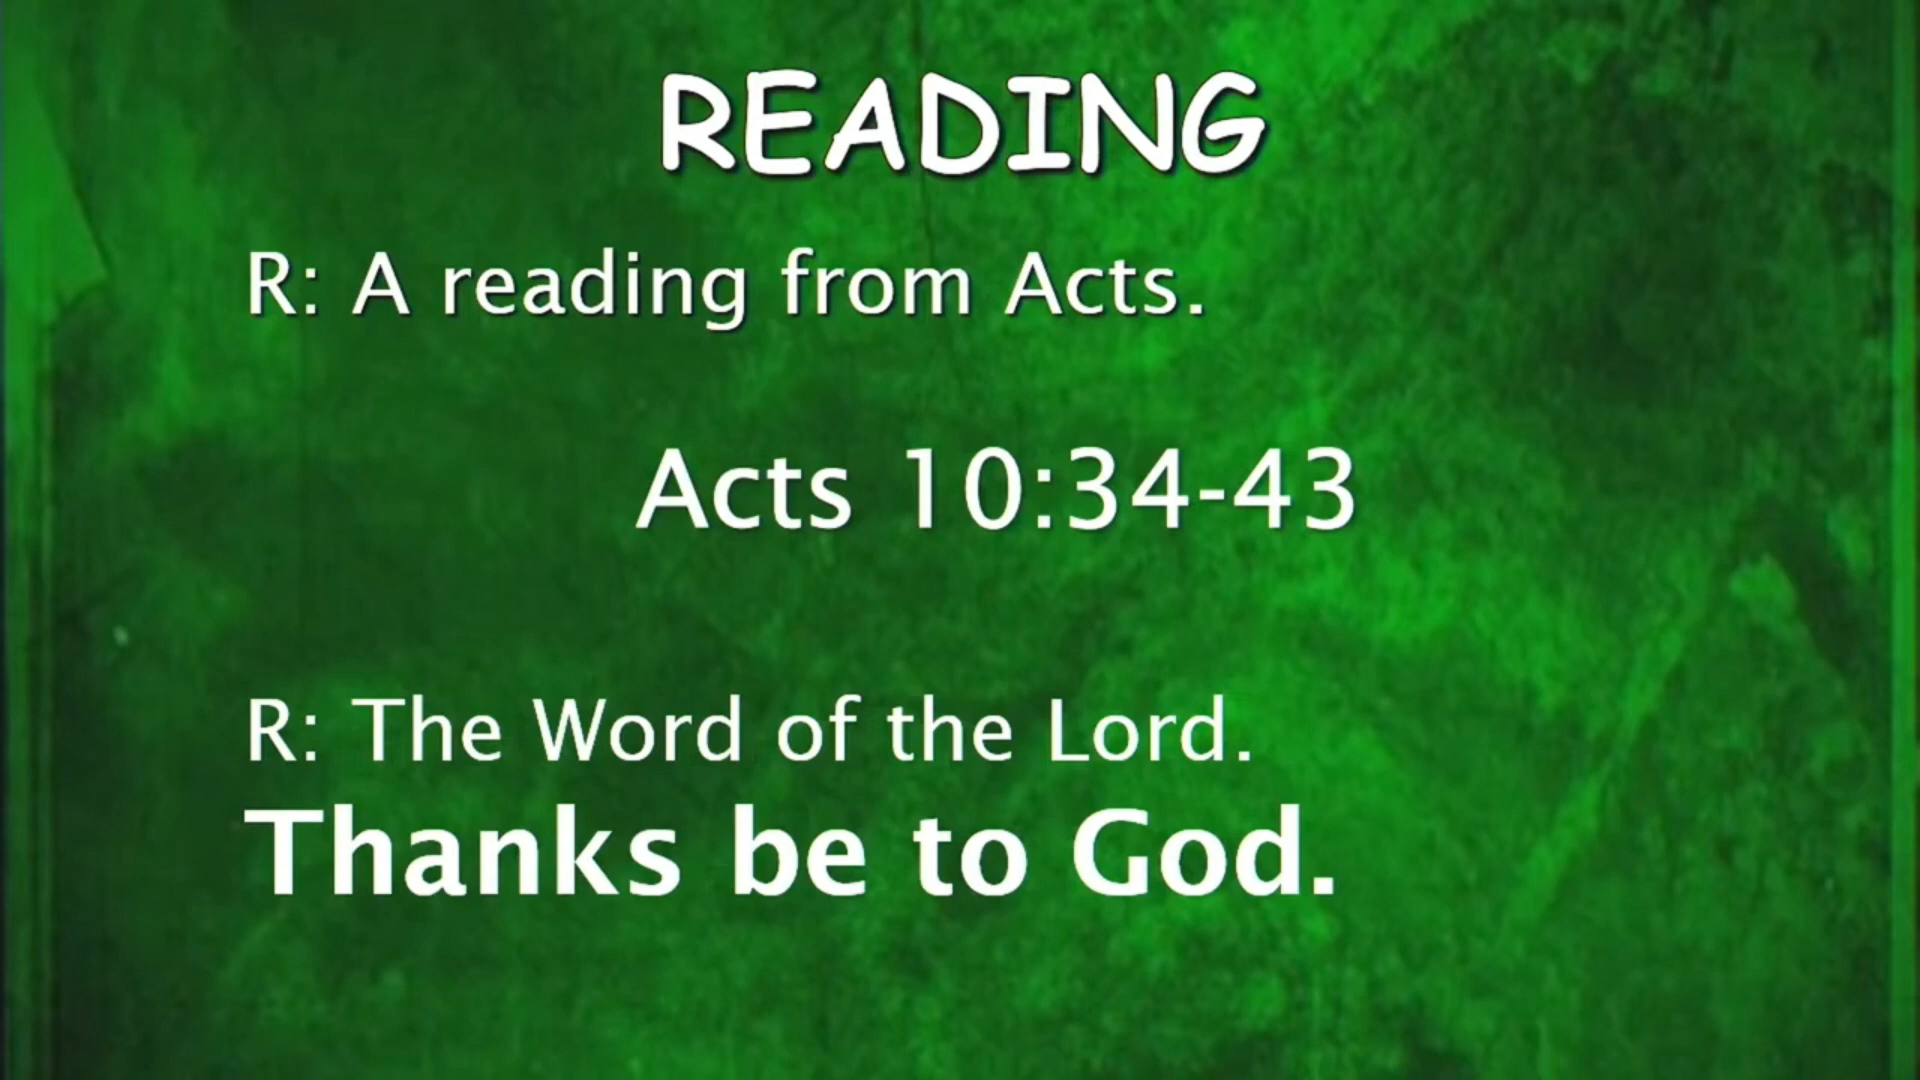 READING
R: A reading from Acts.
Acts 10:34-43
R: The Word of the Lord.
Thanks be to God.